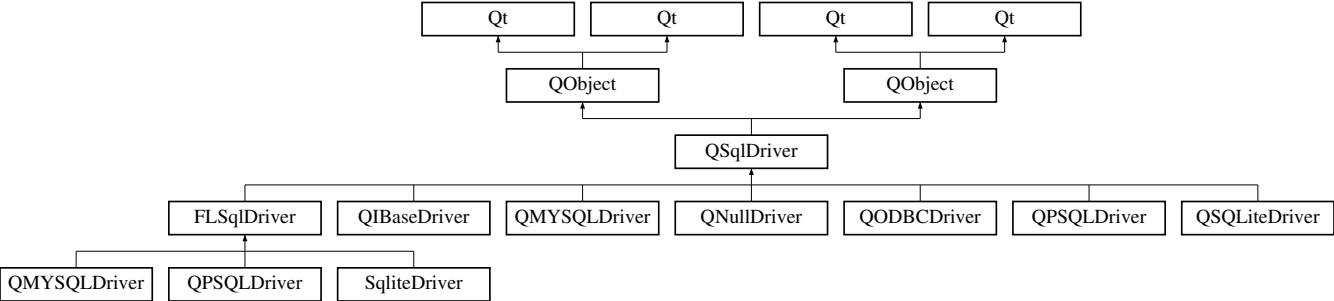 Qt Qt Qt Qt
QObject QObject
QSqlDriver
FLSqlDriver QIBaseDriver QMYSQLDriver QNullDriver QODBCDriver QPSQLDriver QSQLiteDriver
QMYSQLDriver QPSQLDriver SqliteDriver